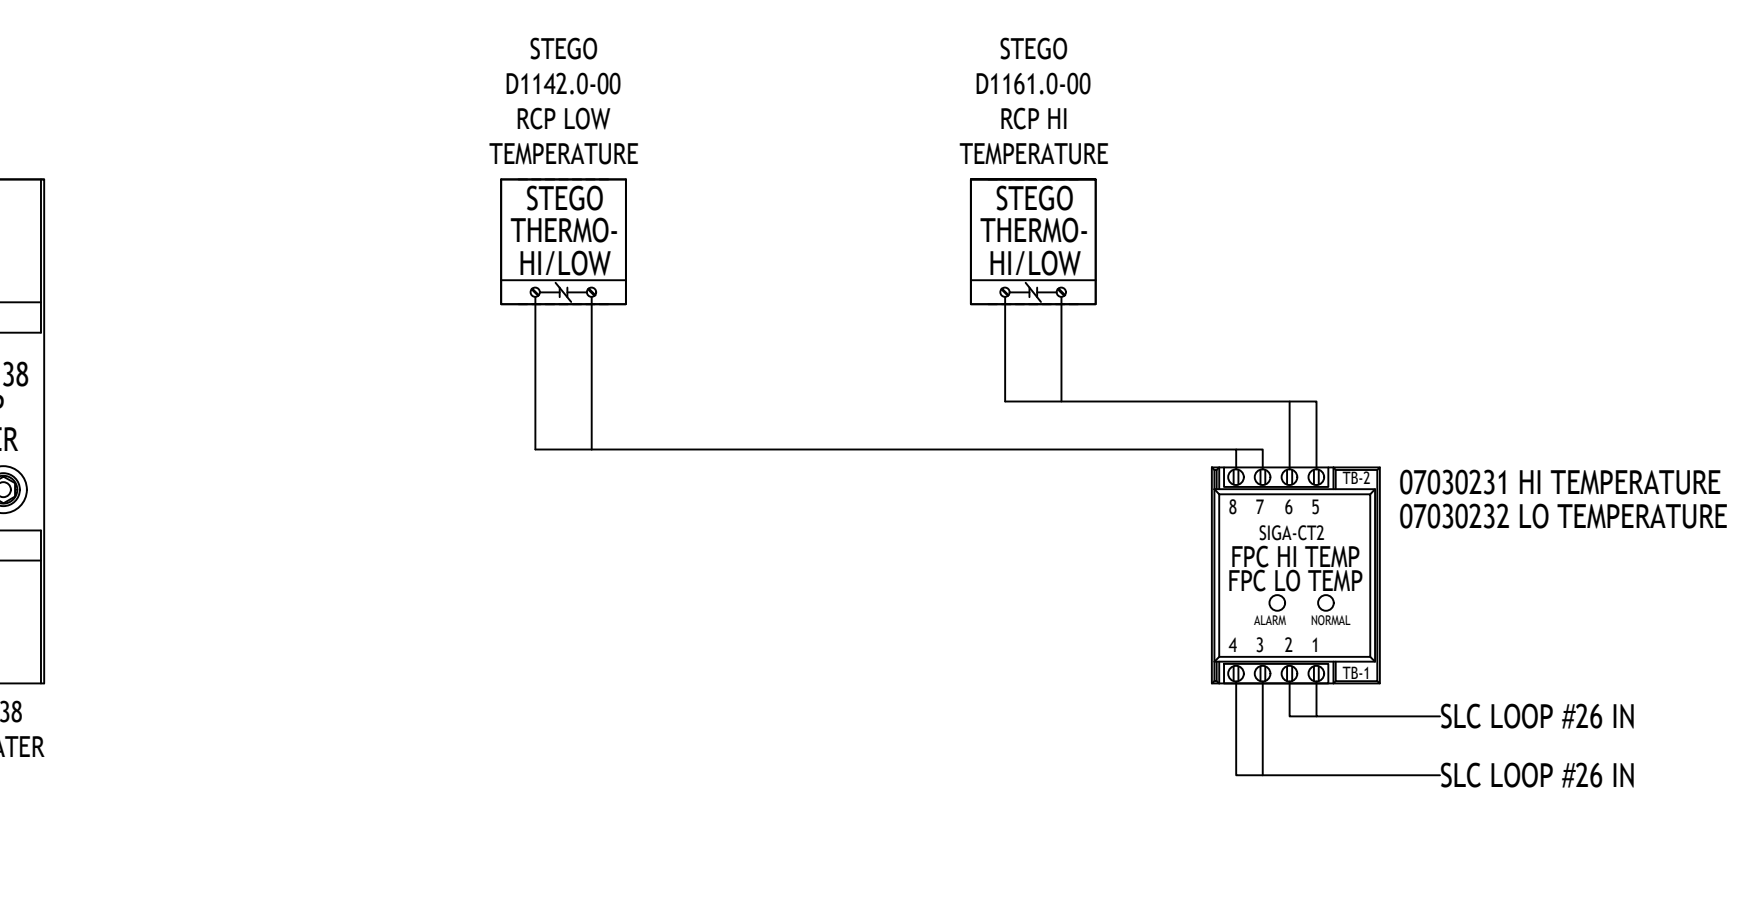 STEGO
D1142.0-00
RCP LOW
TEMPERATURE
STEGO
THERMO-
HI/LOW
STEGO
D1161.0-00
RCP HI
TEMPERATURE
STEGO
THERMO-
HI/LOW
38
P
ER
38
ATER
TB-2
8 7 6 5
SIGA-CT2
FPC HI TEMP
FPC LO TEMP
ALARM NORMAL
4 3 2 1
TB-1
07030231 HI TEMPERATURE
07030232 LO TEMPERATURE
SLC LOOP #26 IN
SLC LOOP #26 IN